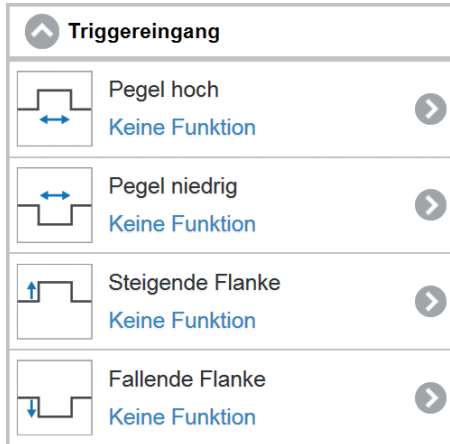 Triggereingang
Pegel hoch
Keine Funktion
Pegel niedrig
Keine Funktion
Steigende Flanke
Keine Funktion
Fallende Flanke
Keine Funktion